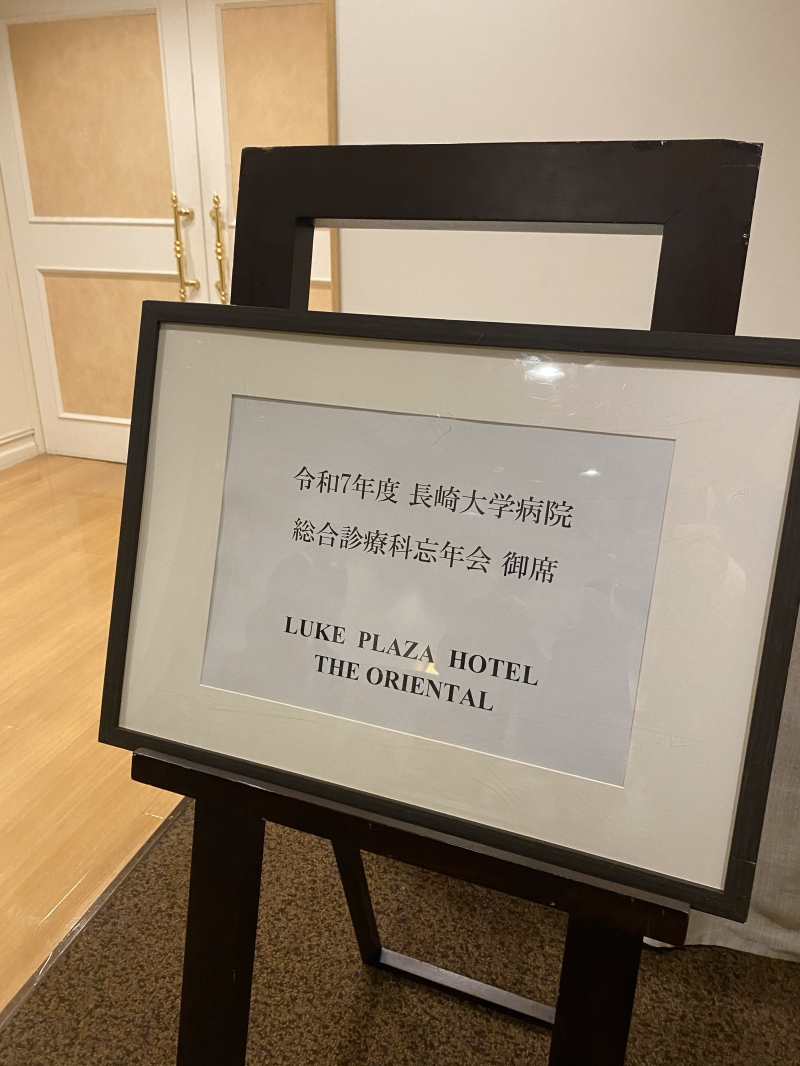 令和7年度 長崎大学病院
総合診療科忘年会 御席
LUKE PLAZA HOTEL
THE ORIENTAL